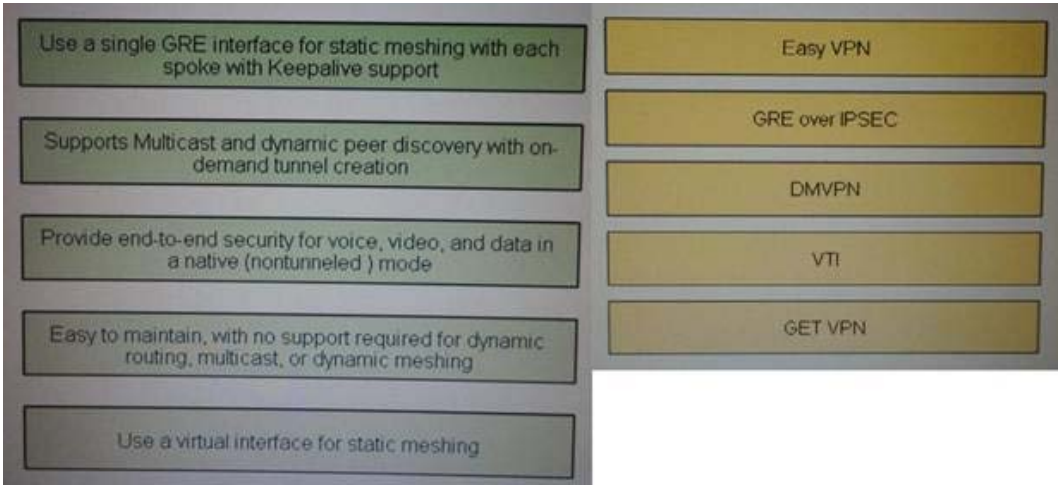 Use a single GRE interface for static meshing with each
spoke with Keepalive support
Supports Multicast and dynamic peer discovery with on-
demand tunnel creation
Provide end-to-end security for voice, video, and data in
a native (nontunneled ) mode
Easy to maintain, with no support required for dynamic
routing, multicast, or dynamic meshing
Use a virtual interface for static meshing
Easy VPN
GRE over IPSEC
DMVPN
VTI
GET VPN